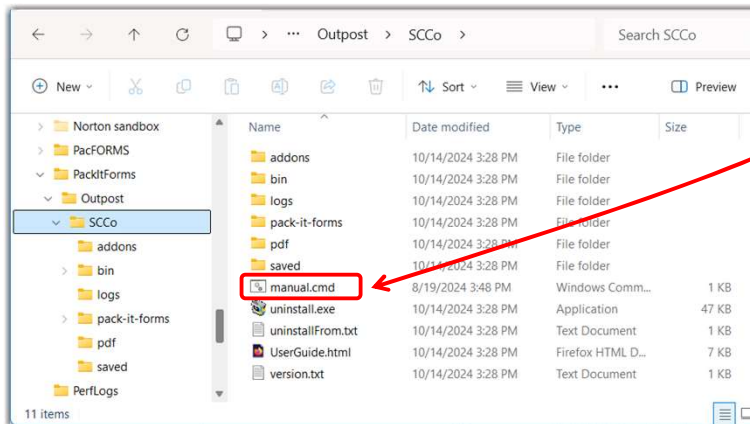 Outpost > SCCo >
Search SCCo
New
Sort
View
Preview
Norton sandbox
PacFORMS
PackItForms
Outpost
SCCo
addons
bin
logs
pack-it-forms
pdf
saved
PerfLogs
Name Date modified Type Size
addons 10/14/2024 3:28 PM File folder
bin 10/14/2024 3:28 PM File folder
logs 10/14/2024 3:28 PM File folder
pack-it-forms 10/14/2024 3:28 PM File folder
pdf 10/14/2024 3:28 PM File folder
saved 10/14/2024 3:28 PM File folder
manual.cmd 8/19/2024 3:48 PM Windows Comm... 1 KB
uninstall.exe 10/14/2024 3:28 PM Application 47 KB
uninstallFrom.txt 10/14/2024 3:28 PM Text Document 1 KB
UserGuide.html 10/14/2024 3:28 PM Firefox HTML D... 7 KB
version.txt 10/14/2024 3:28 PM Text Document 1 KB
11 items